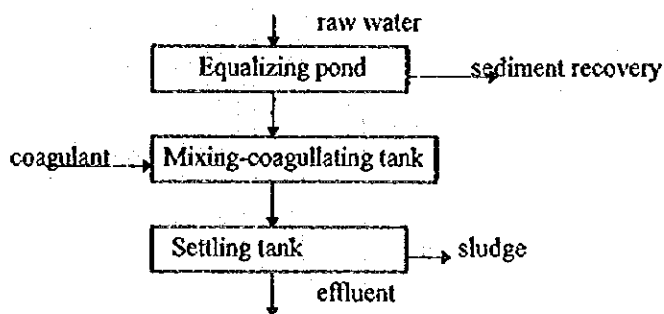 raw water
Equalizing pond
sediment recovery
coagulant
Mixing-coagullating tank
Settling tank
sludge
effluent